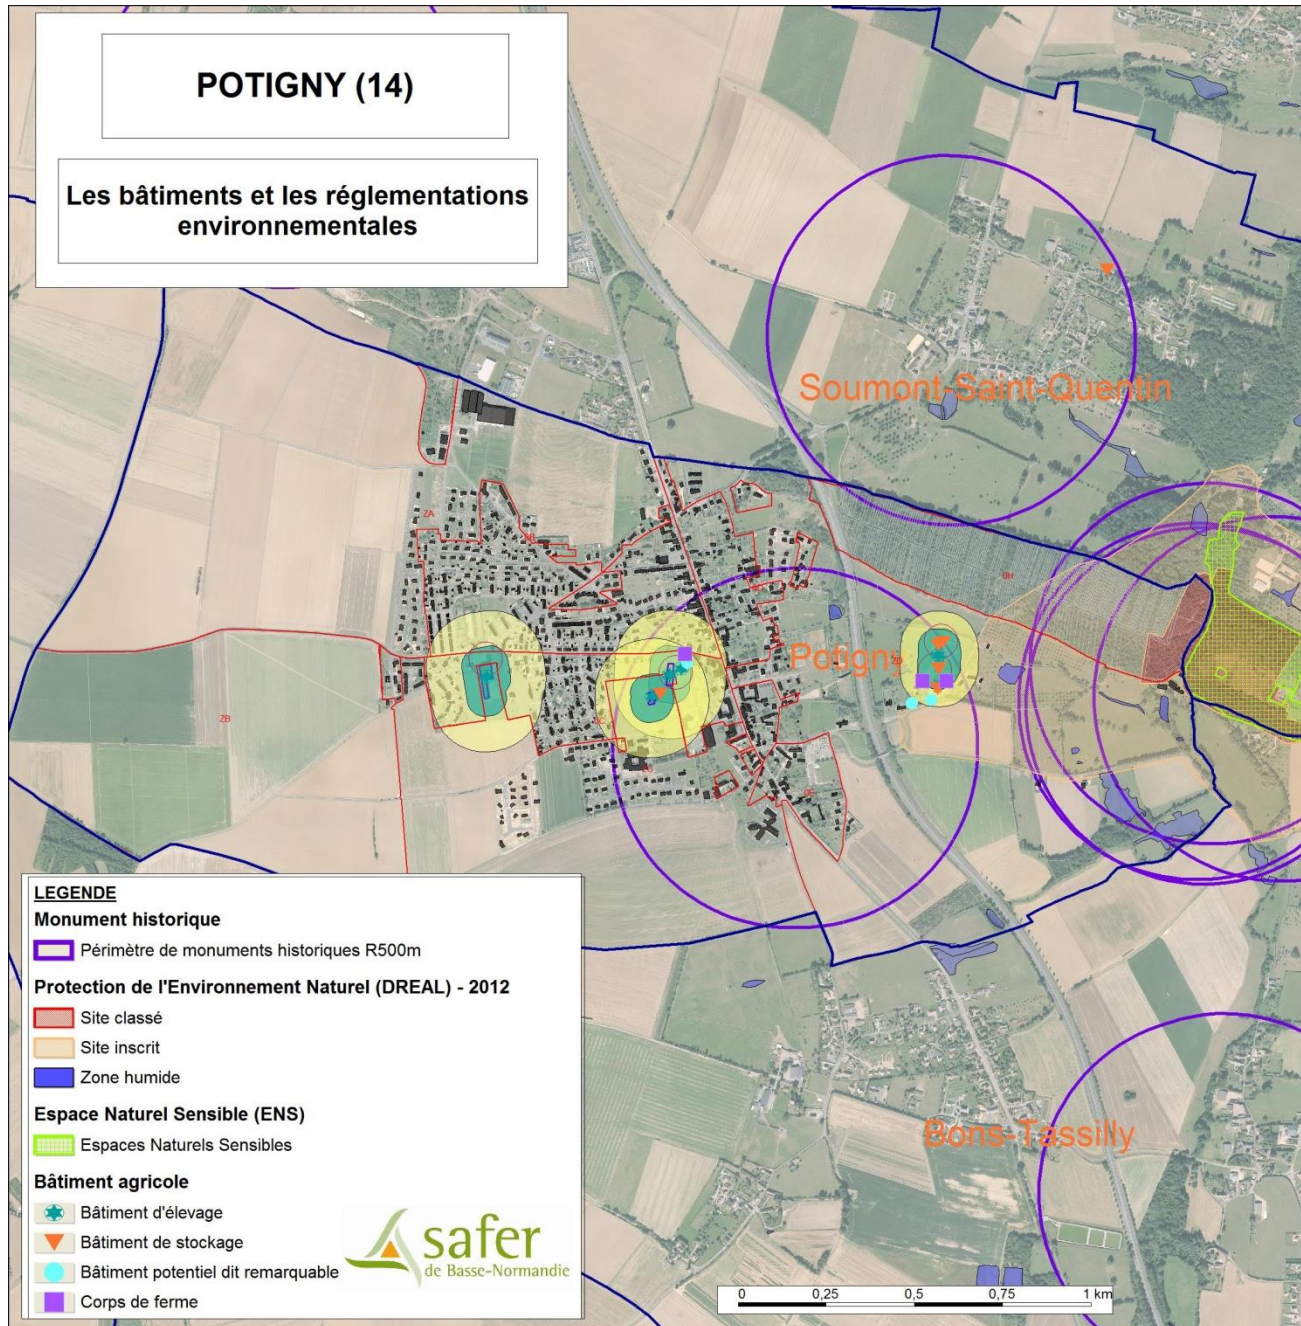 POTIGNY (14)
Les bâtiments et les réglementations
environnementales
Soumont-Saint-Quentin
ZA
Potigny
ZB
Bons-Tassilly
LEGENDE
Monument historique
Périmètre de monuments historiques R500m
Protection de l'Environnement Naturel (DREAL) - 2012
Site classé
Site inscrit
Zone humide
Espace Naturel Sensible (ENS)
Espaces Naturels Sensibles
Bâtiment agricole
Bâtiment d'élevage
Bâtiment de stockage
Bâtiment potentiel dit remarquable
Corps de ferme
safer
de Basse-Normandie
0 0,25 0,5 0,75 1 km